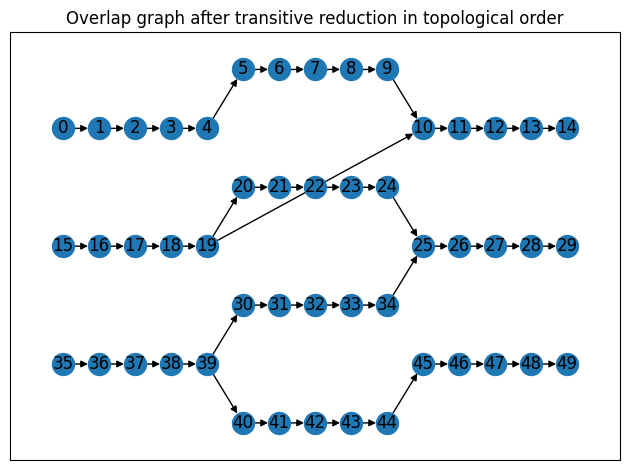 Overlap graph after transitive reduction in topological order
5 6 7 8 9
0 1 2 3 4 10 11 12 13 14
20 21 22 23 24
15 16 17 18 19 25 26 27 28 29
30 31 32 33 34
35 36 37 38 39 45 46 47 48 49
40 41 42 43 44